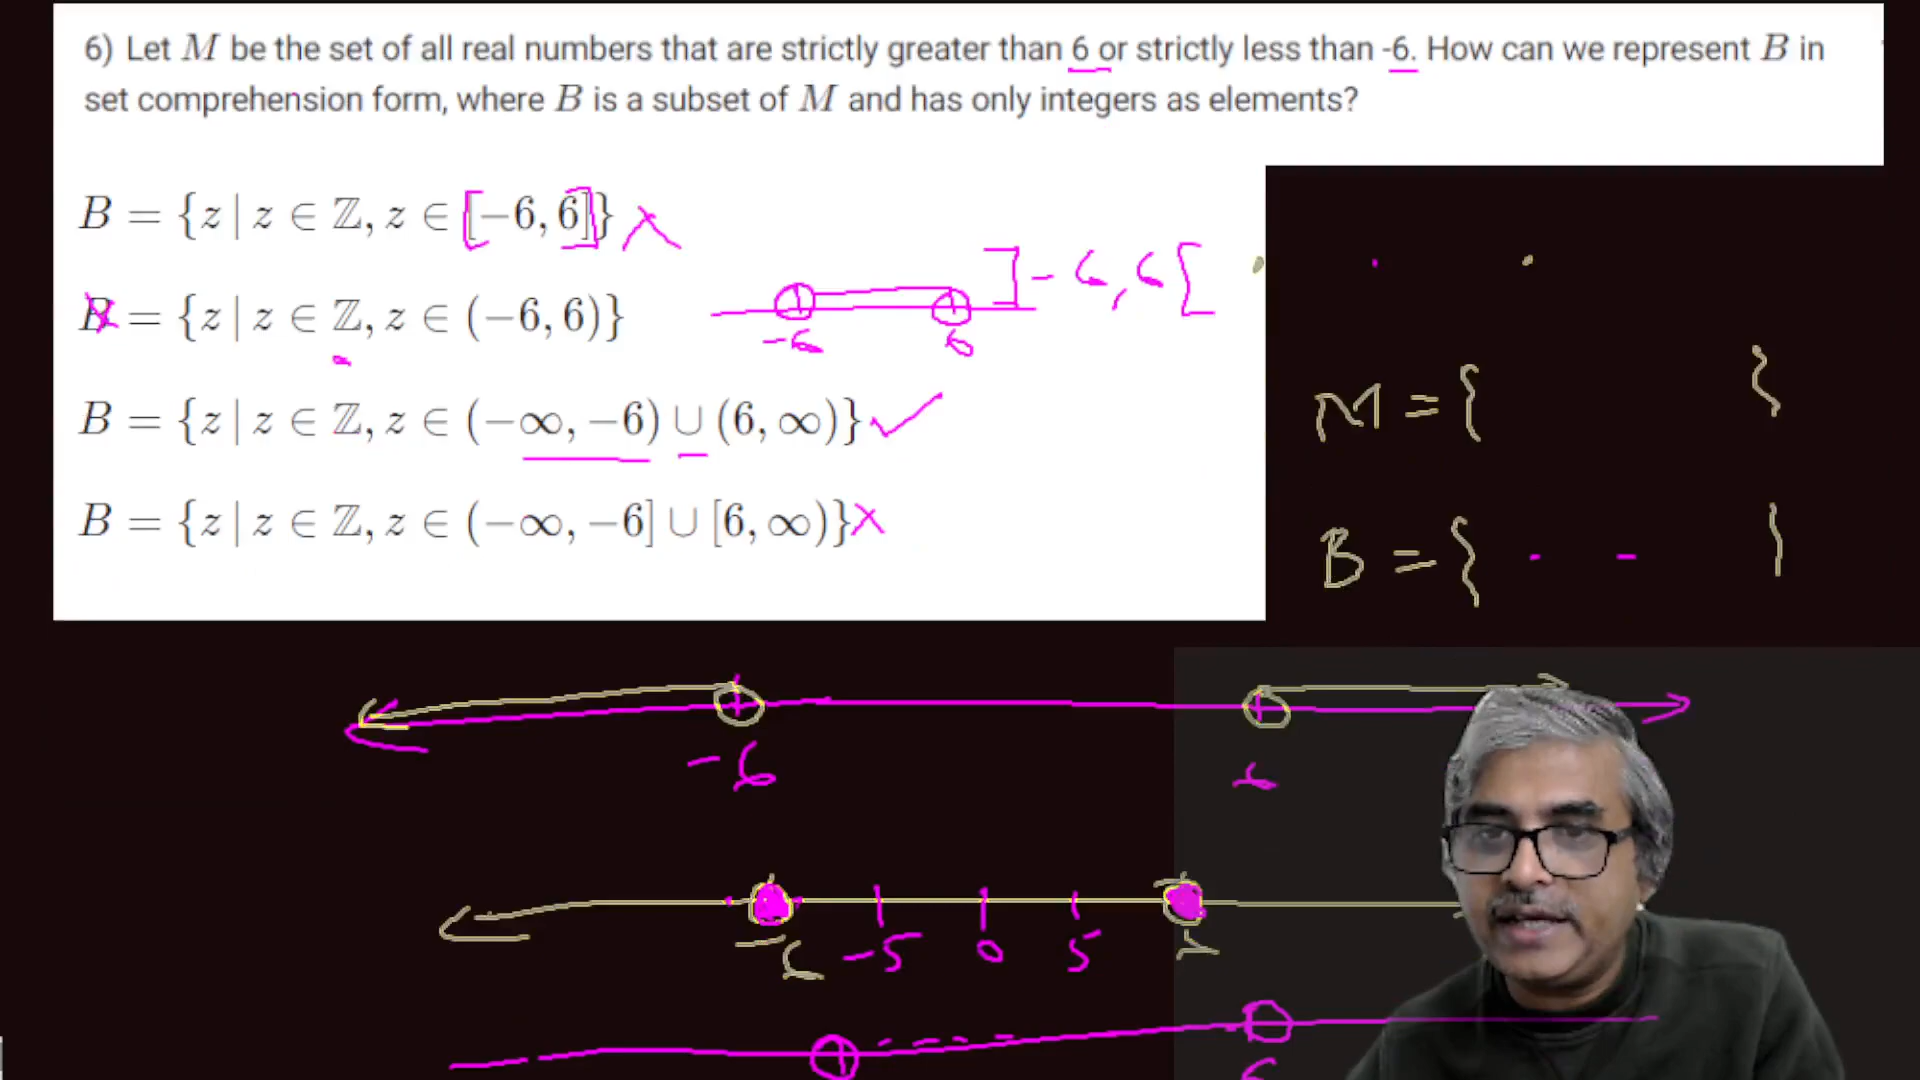 6) Let M be the set of all real numbers that are strictly greater than 6 or strictly less than -6. How can we represent B in
set comprehension form, where B is a subset of M and has only integers as elements?
B = {z | z ∈ ℤ, z ∈ [−6, 6]}
B = {z | z ∈ ℤ, z ∈ (−6, 6)}
B = {z | z ∈ ℤ, z ∈ (−∞, −6) ∪ (6, ∞)}
B = {z | z ∈ ℤ, z ∈ (−∞, −6] ∪ [6, ∞)}
]-6,6[
-6 6
M = { }
B = { }
-6 6
-6 -5 0 5